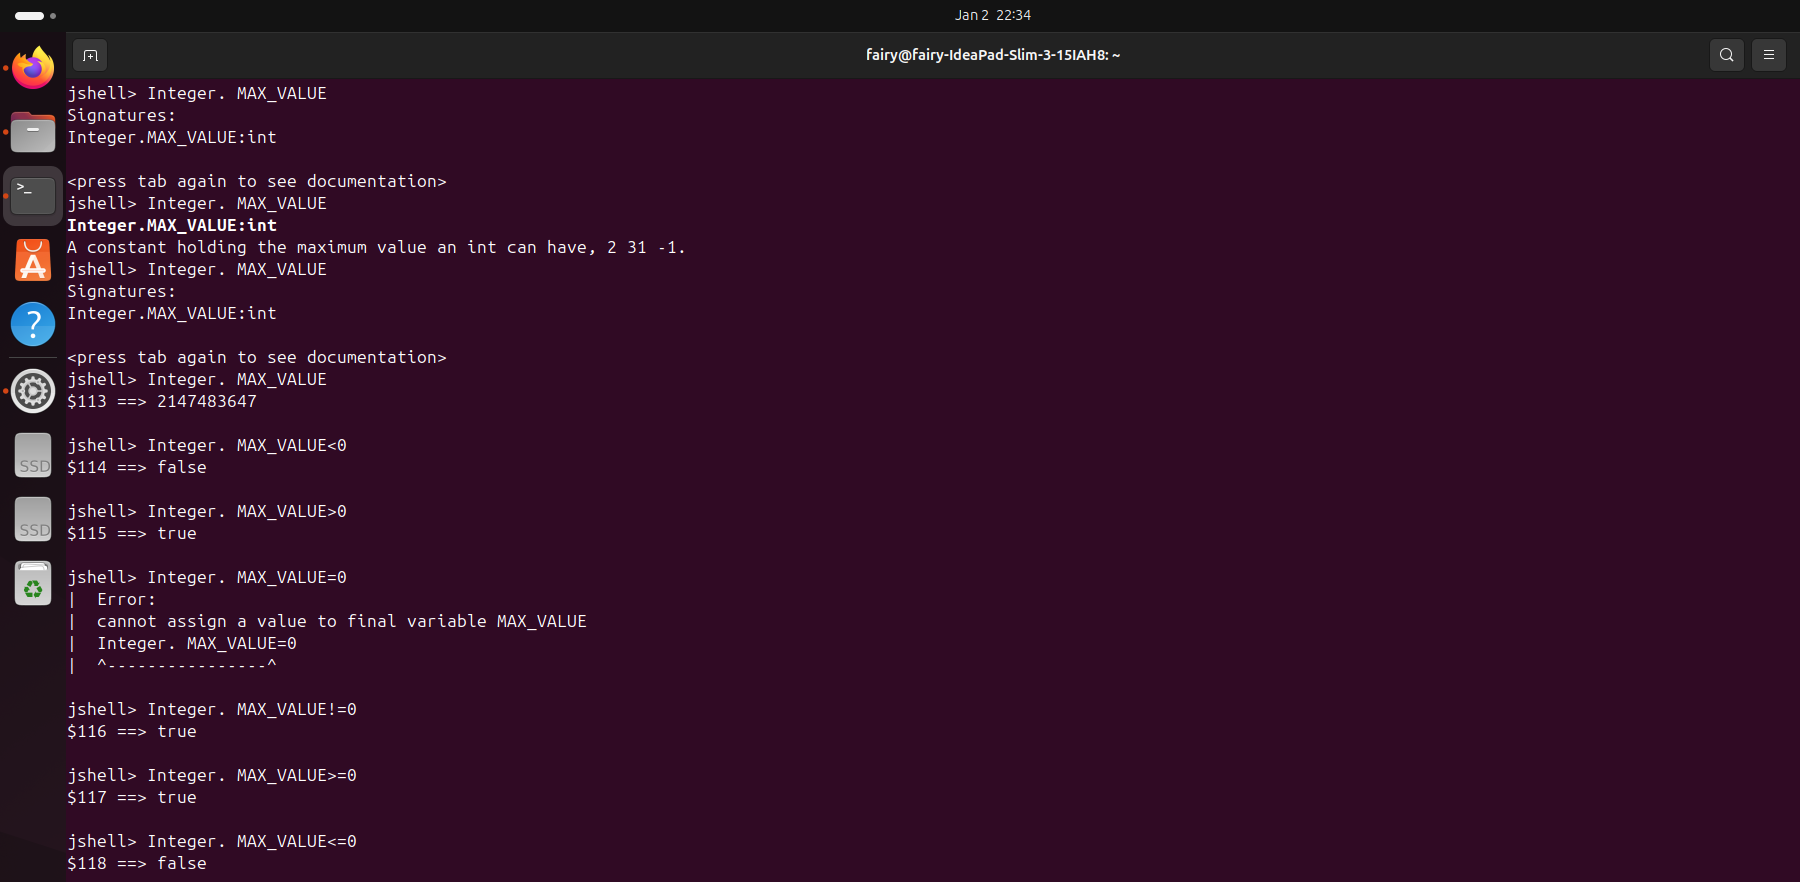 Jan 2 22:34
fairy@fairy-IdeaPad-Slim-3-15IAH8: ~
jshell> Integer. MAX_VALUE
Signatures:
Integer.MAX_VALUE:int
<press tab again to see documentation>
jshell> Integer. MAX_VALUE
Integer.MAX_VALUE:int
A constant holding the maximum value an int can have, 2 31 -1.
jshell> Integer. MAX_VALUE
Signatures:
Integer.MAX_VALUE:int
<press tab again to see documentation>
jshell> Integer. MAX_VALUE
$113 ==> 2147483647
jshell> Integer. MAX_VALUE<0
$114 ==> false
jshell> Integer. MAX_VALUE>0
$115 ==> true
jshell> Integer. MAX_VALUE=0
|  Error:
|  cannot assign a value to final variable MAX_VALUE
|  Integer. MAX_VALUE=0
|  ^----------------^
jshell> Integer. MAX_VALUE!=0
$116 ==> true
jshell> Integer. MAX_VALUE>=0
$117 ==> true
jshell> Integer. MAX_VALUE<=0
$118 ==> false
>_
?
SSD
SSD